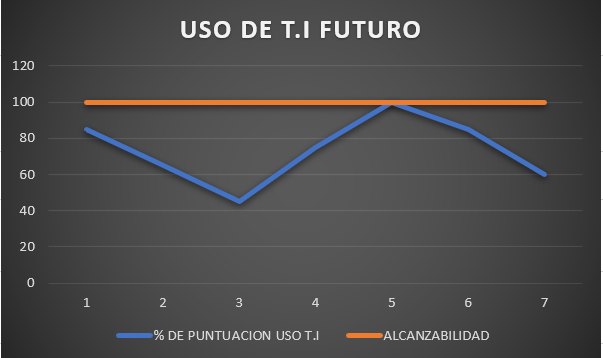 USO DE T.I FUTURO
120
100
80
60
40
20
0
1 2 3 4 5 6 7
% DE PUNTUACION USO T.I ALCANZABILIDAD